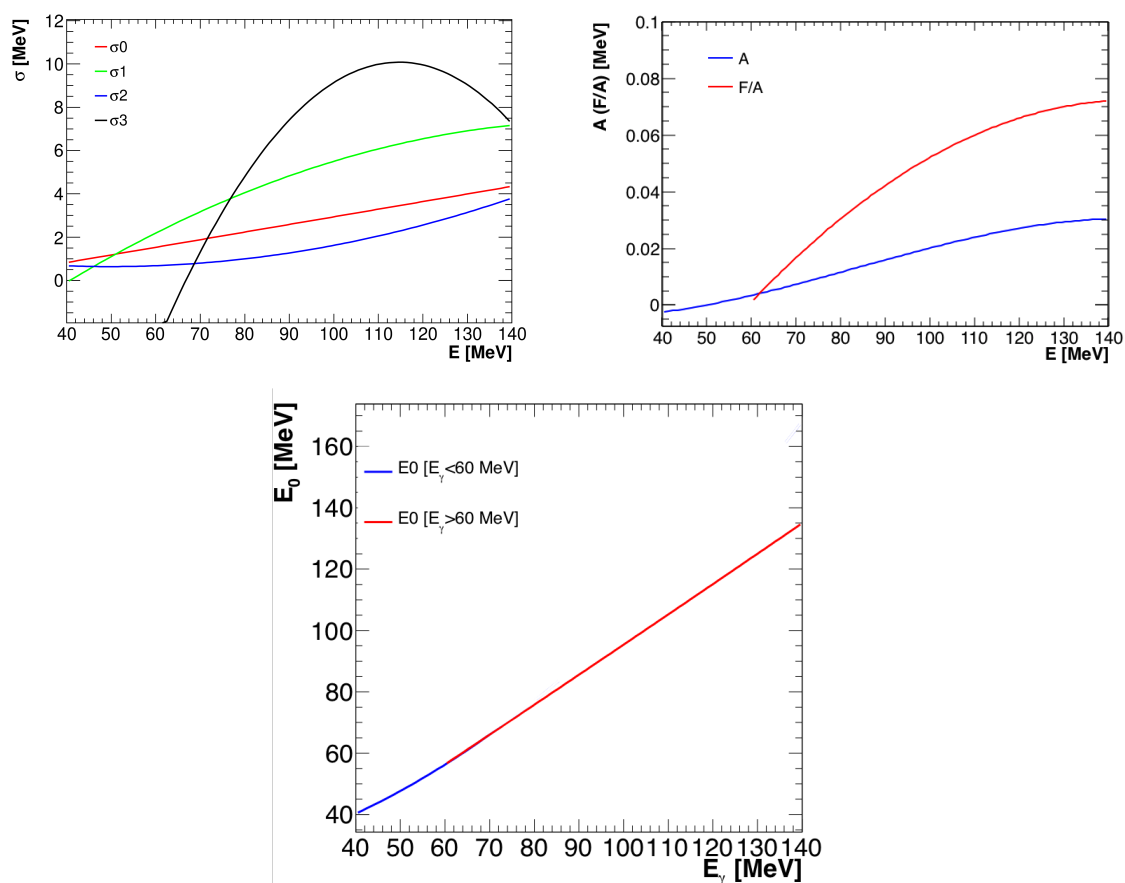 σ [MeV]
12
10
8
6
4
2
0
σ0
σ1
σ2
σ3
40 50 60 70 80 90 100 110 120 130 140
E [MeV]
A (F/A) [MeV]
0.1
0.08
0.06
0.04
0.02
0
A
F/A
40 50 60 70 80 90 100 110 120 130 140
E [MeV]
E₀ [MeV]
160
140
120
100
80
60
40
E0 [Eᵧ<60 MeV]
E0 [Eᵧ>60 MeV]
40 50 60 70 80 90 100 110 120 130 140
Eᵧ [MeV]